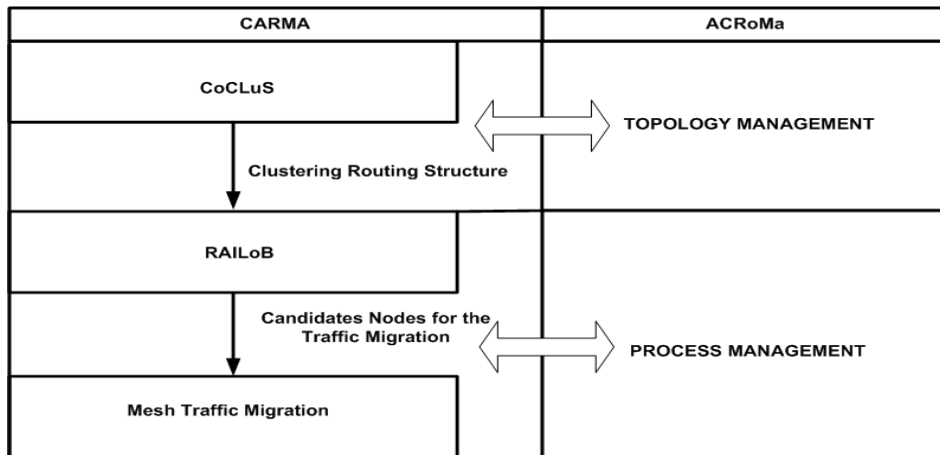 CARMA
ACRoMa
CoCLuS
TOPOLOGY MANAGEMENT
Clustering Routing Structure
RAILoB
Candidates Nodes for the
Traffic Migration
PROCESS MANAGEMENT
Mesh Traffic Migration